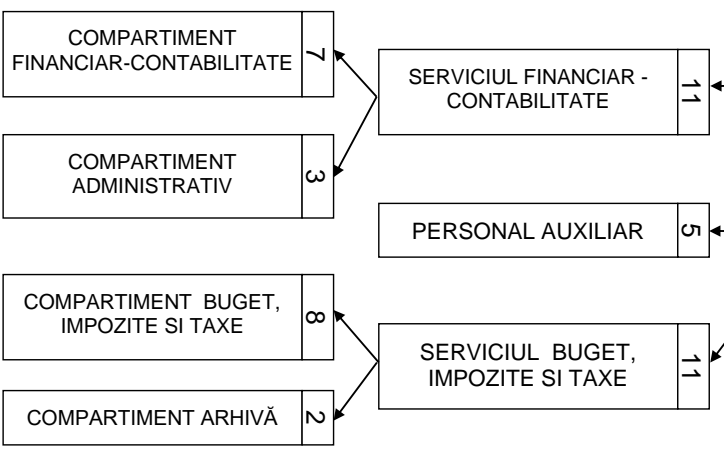 COMPARTIMENT
FINANCIAR-CONTABILITATE
7
COMPARTIMENT
ADMINISTRATIV
3
COMPARTIMENT BUGET,
IMPOZITE SI TAXE
8
COMPARTIMENT ARHIVĂ
2
SERVICIUL FINANCIAR -
CONTABILITATE
11
PERSONAL AUXILIAR
5
SERVICIUL BUGET,
IMPOZITE SI TAXE
11